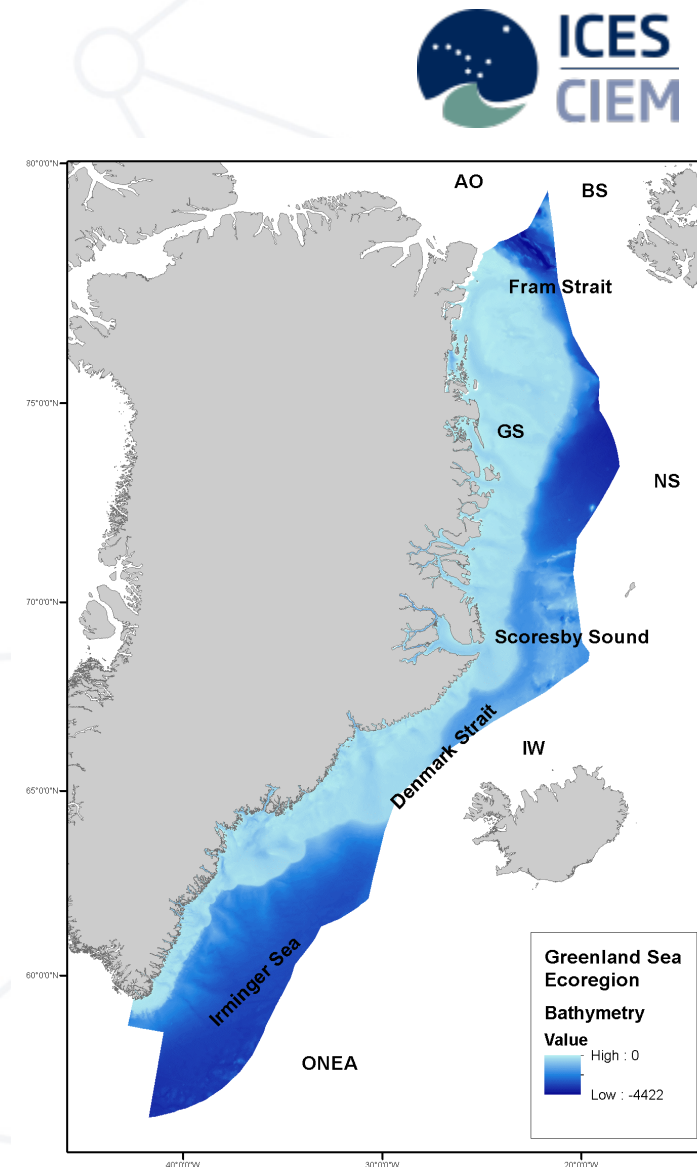 ICES
CIEM
80°0'0"N
AO
BS
Fram Strait
75°0'0"N
GS
NS
70°0'0"N
Scoresby Sound
Denmark Strait
IW
65°0'0"N
Greenland Sea
Ecoregion
60°0'0"N
Irminger Sea
Bathymetry
Value
High : 0
ONEA
Low : -4422
40°0'0"W
30°0'0"W
20°0'0"W